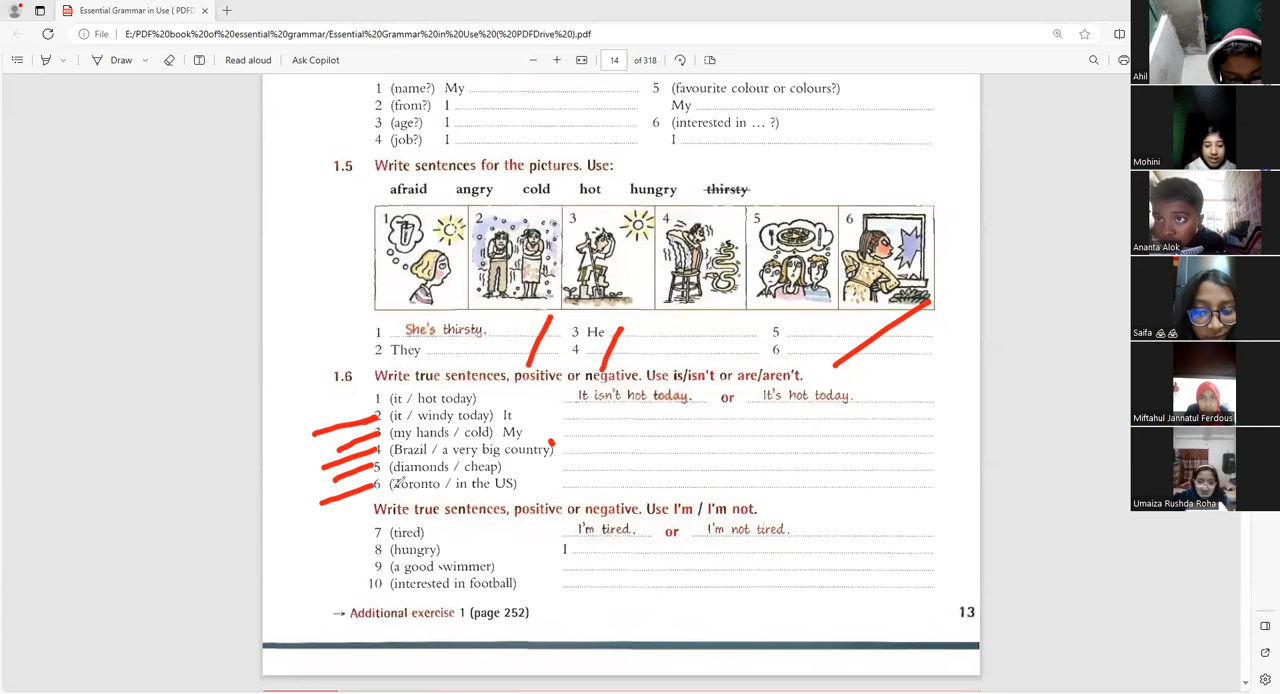 Essential Grammar in Use ( PDFD
File E:/PDF%20book%20of%20essential%20grammar/Essential%20Grammar%20in%20Use%20(%20PDFDrive%20).pdf
Draw Read aloud Ask Copilot 14 of 318
1 (name?) My 5 (favourite colour or colours?)
2 (from?) I My
3 (age?) I 6 (interested in ... ?)
4 (job?) I I
1.5 Write sentences for the pictures. Use:
afraid angry cold hot hungry thirsty
1 2 3 4 5 6
1 She's thirsty. 3 He 5
2 They 4 6
1.6 Write true sentences, positive or negative. Use is/isn't or are/aren't.
1 (it / hot today) It isn't hot today. or It's hot today.
2 (it / windy today) It
3 (my hands / cold) My
4 (Brazil / a very big country)
5 (diamonds / cheap)
6 (Toronto / in the US)
Write true sentences, positive or negative. Use I'm / I'm not.
7 (tired) I'm tired. or I'm not tired.
8 (hungry) I
9 (a good swimmer)
10 (interested in football)
→ Additional exercise 1 (page 252) 13
Ahil
Mohini
Ananta Alok
Saifa
Miftahul Jannatul Ferdous
Umaiza Rushda Roha